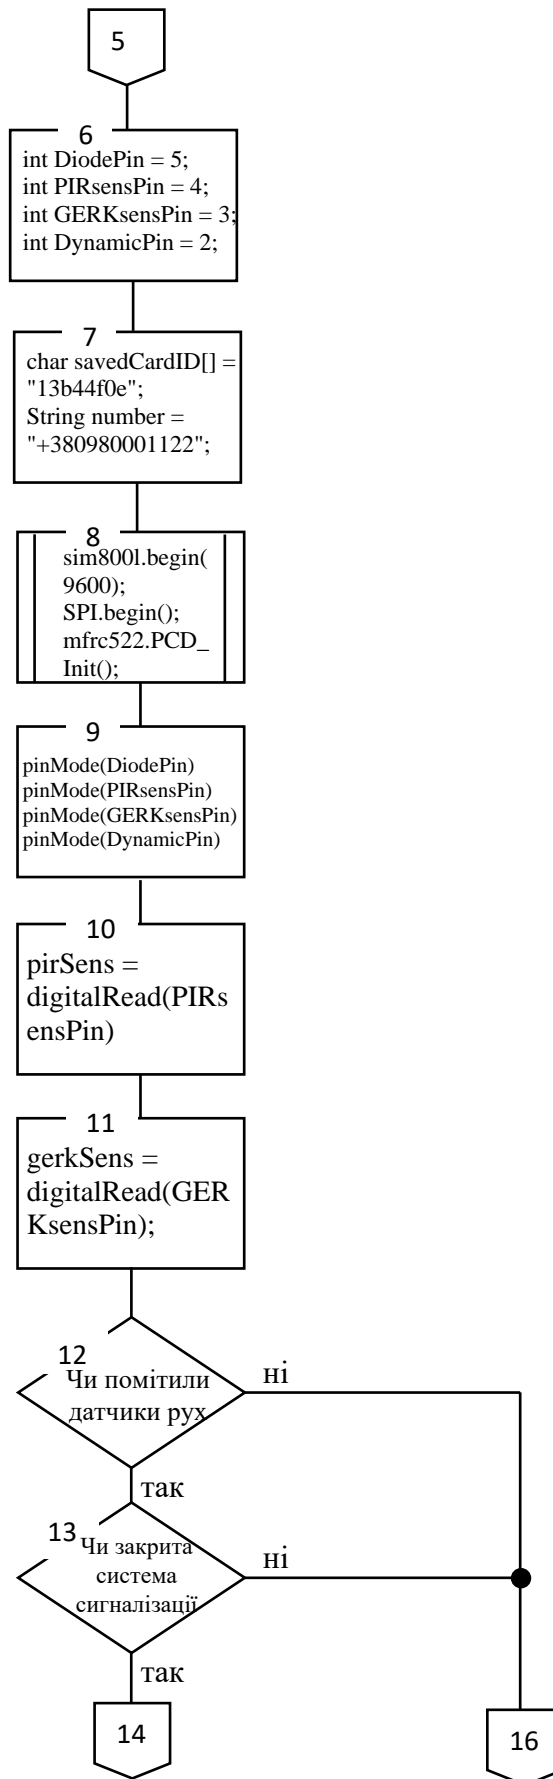 5
6
int DiodePin = 5;
int PIRsensPin = 4;
int GERKsensPin = 3;
int DynamicPin = 2;
7
char savedCardID[] =
"13b44f0e";
String number =
"+380980001122";
8
sim800l.begin(
9600);
SPI.begin();
mfrc522.PCD_
Init();
9
pinMode(DiodePin)
pinMode(PIRsensPin)
pinMode(GERKsensPin)
pinMode(DynamicPin)
10
pirSens =
digitalRead(PIRs
ensPin)
11
gerkSens =
digitalRead(GER
KsensPin);
12
Чи помітили
датчики рух
ні
так
13
Чи закрита
система
сигналізації
ні
так
14
16